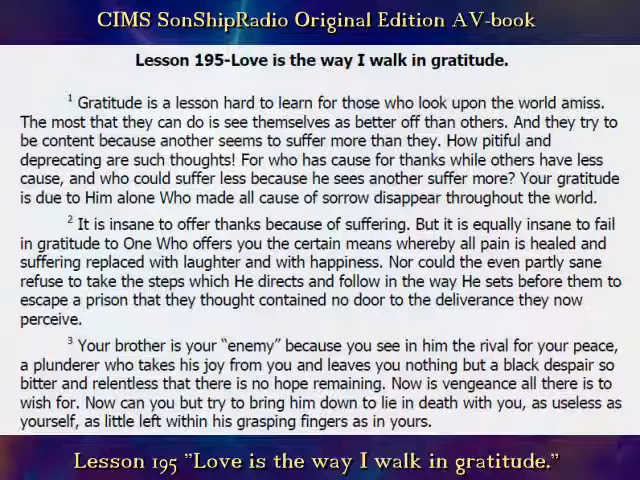 CIMS SonShipRadio Original Edition AV-book
Lesson 195-Love is the way I walk in gratitude.
1 Gratitude is a lesson hard to learn for those who look upon the world amiss.
The most that they can do is see themselves as better off than others. And they try to
be content because another seems to suffer more than they. How pitiful and
deprecating are such thoughts! For who has cause for thanks while others have less
cause, and who could suffer less because he sees another suffer more? Your gratitude
is due to Him alone Who made all cause of sorrow disappear throughout the world.
2 It is insane to offer thanks because of suffering. But it is equally insane to fail
in gratitude to One Who offers you the certain means whereby all pain is healed and
suffering replaced with laughter and with happiness. Nor could the even partly sane
refuse to take the steps which He directs and follow in the way He sets before them to
escape a prison that they thought contained no door to the deliverance they now
perceive.
3 Your brother is your “enemy” because you see in him the rival for your peace,
a plunderer who takes his joy from you and leaves you nothing but a black despair so
bitter and relentless that there is no hope remaining. Now is vengeance all there is to
wish for. Now can you but try to bring him down to lie in death with you, as useless as
yourself, as little left within his grasping fingers as in yours.
Lesson 195 "Love is the way I walk in gratitude."